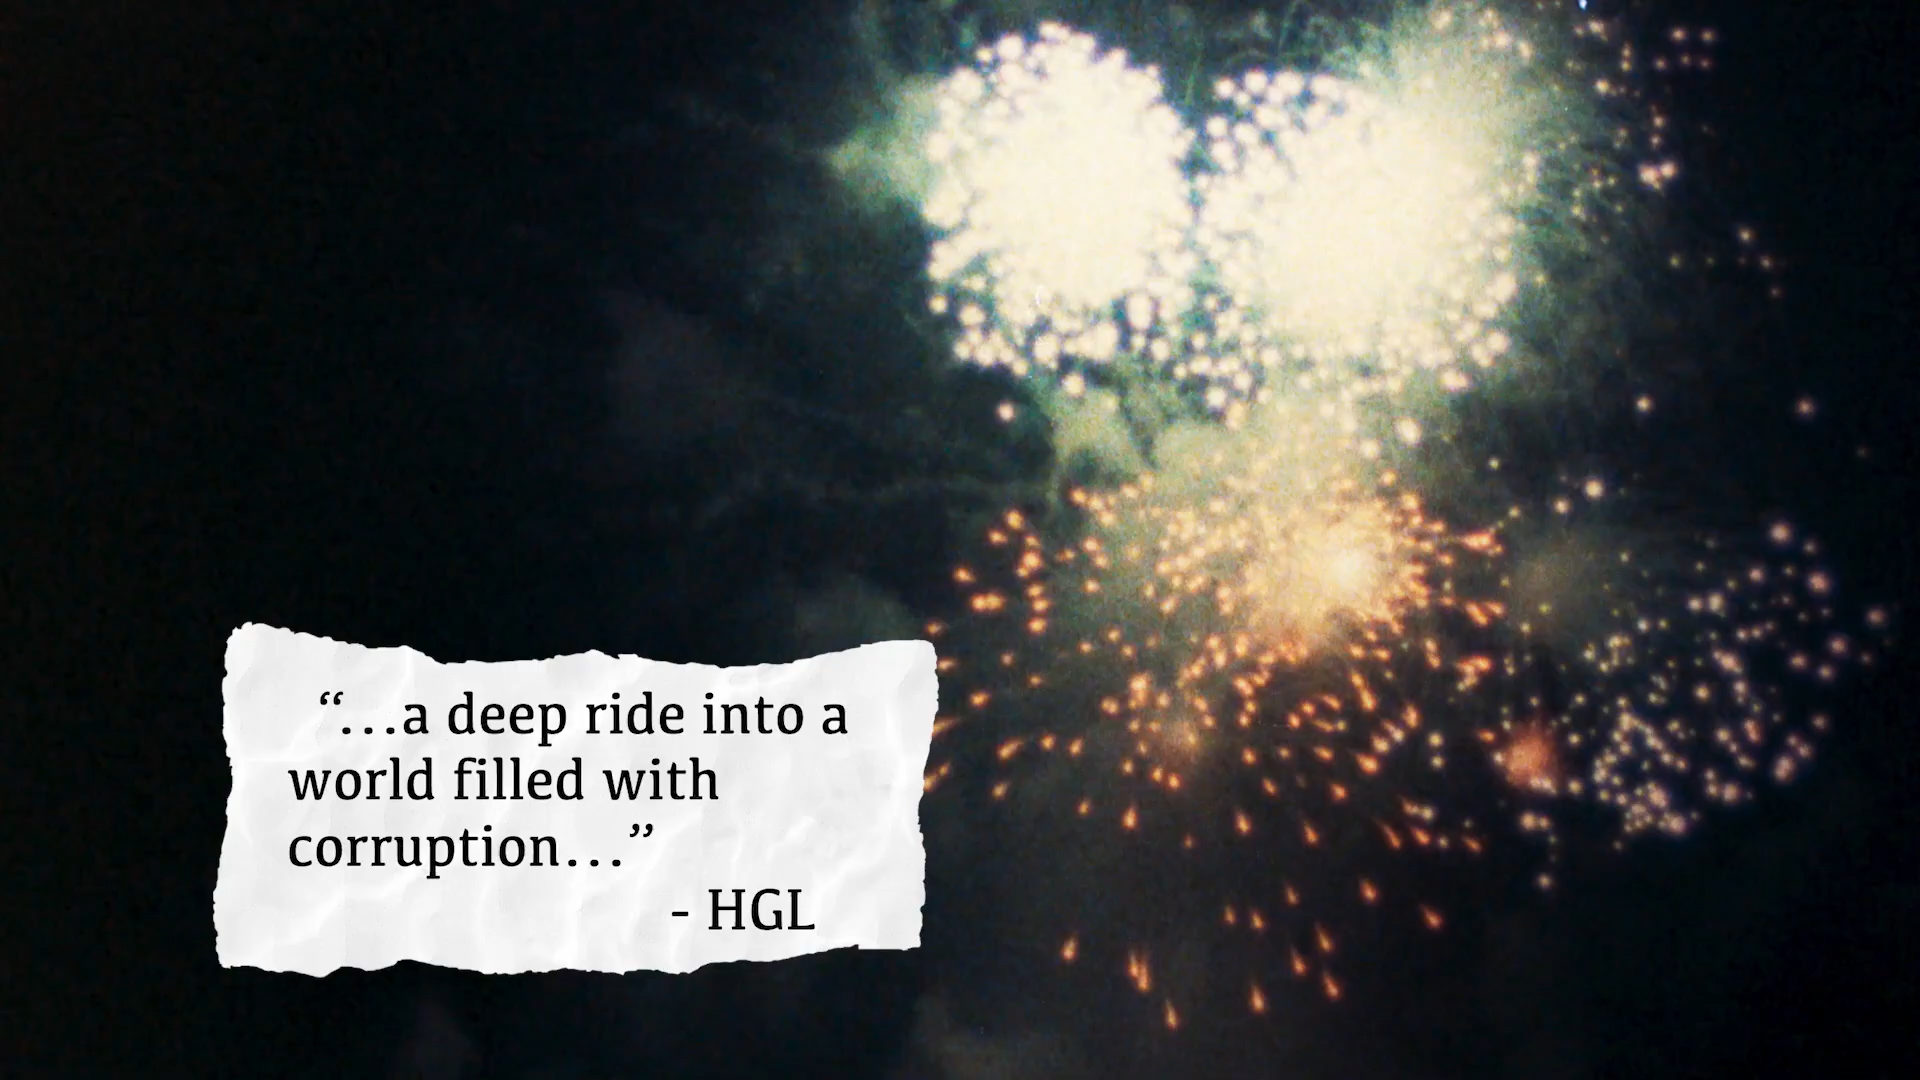 “...a deep ride into a
world filled with
corruption...”
- HGL